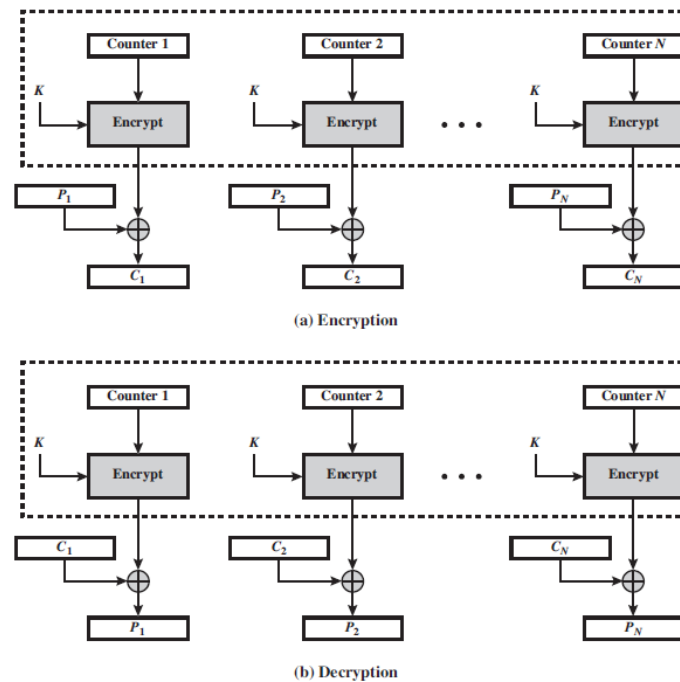 Counter 1 Counter 2 Counter N
K K K
Encrypt Encrypt • • • Encrypt
P1 P2 PN
C1 C2 CN
(a) Encryption
Counter 1 Counter 2 Counter N
K K K
Encrypt Encrypt • • • Encrypt
C1 C2 CN
P1 P2 PN
(b) Decryption